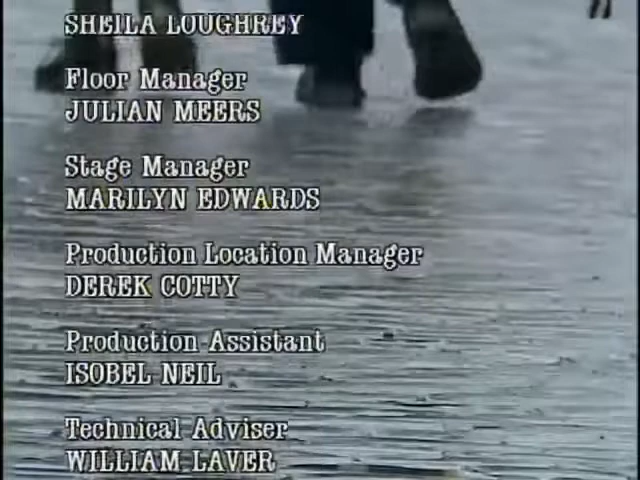 SHEILA LOUGHREY
Floor Manager
JULIAN MEERS
Stage Manager
MARILYN EDWARDS
Production Location Manager
DEREK COTTY
Production Assistant
ISOBEL NEIL
Technical Adviser
WILLIAM LAVER